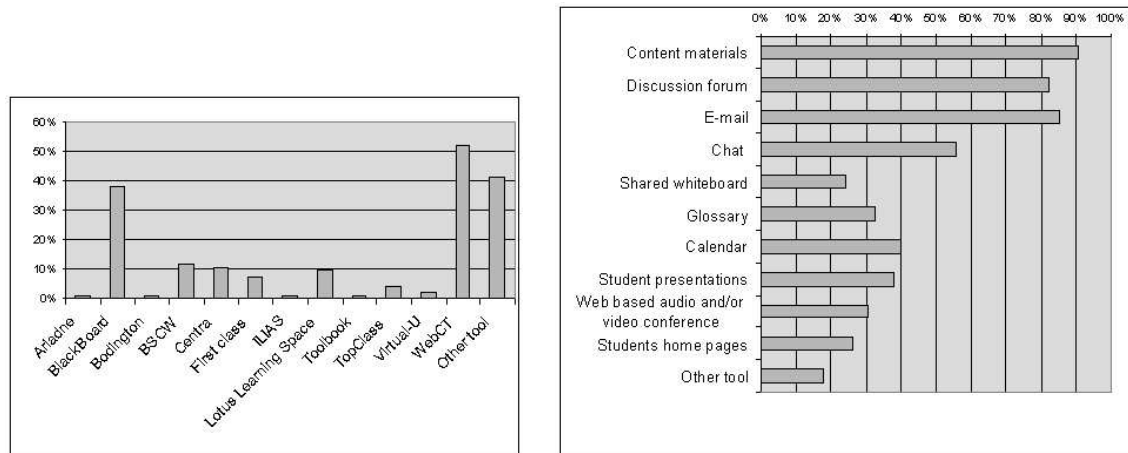 60%
50%
40%
30%
20%
10%
0%
Ariadne
BlackBoard
Bodington
BSCW
Centra
First class
ILIAS
Lotus Learning Space
Toolbook
TopClass
Virtual-U
WebCT
Other tool
0% 10% 20% 30% 40% 50% 60% 70% 80% 90% 100%
Content materials
Discussion forum
E-mail
Chat
Shared whiteboard
Glossary
Calendar
Student presentations
Web based audio and/or
video conference
Students home pages
Other tool